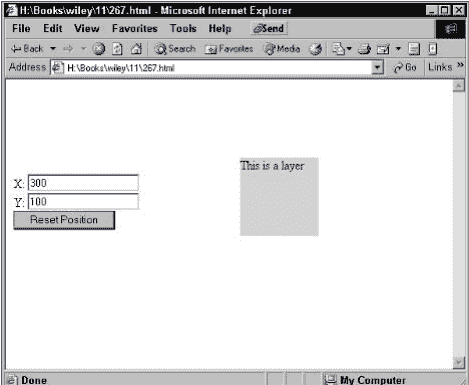 H:\Books\wiley\11\267.html - Microsoft Internet Explorer
File Edit View Favorites Tools Help Send
Back Search Favorites Media
Address H:\Books\wiley\11\267.html Go Links »
This is a layer
X: 300
Y: 100
Reset Position
Done My Computer